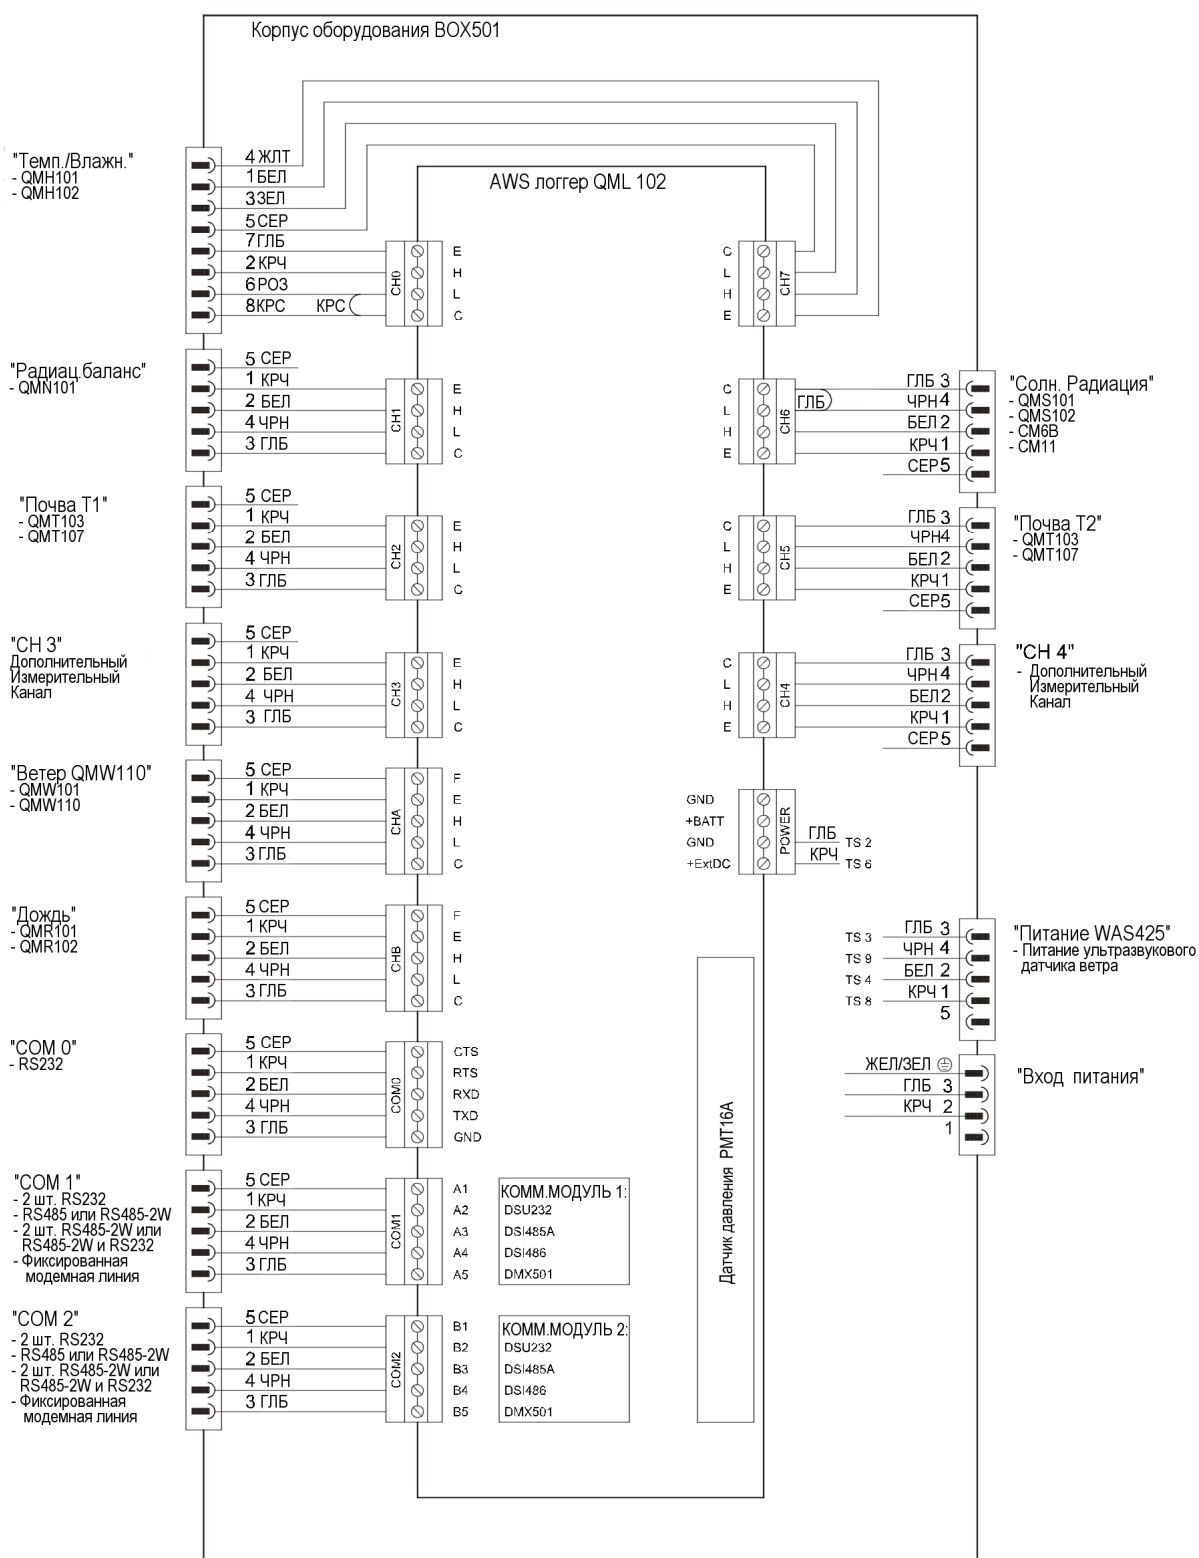 Корпус оборудования BOX501
"Темп./Влажн."
- QMH101
- QMH102
4 ЖЛТ
1 БЕЛ
3 ЗЕЛ
5 СЕР
7 ГЛБ
2 КРЧ
6 РОЗ
8 КРС
КРС
CH0
E
H
L
C
AWS логгер QML 102
C
L
H
E
CH7
"Радиац.баланс"
- QMN101
5 СЕР
1 КРЧ
2 БЕЛ
4 ЧРН
3 ГЛБ
CH1
E
H
L
C
C
L
H
E
CH6
ГЛБ
ГЛБ 3
ЧРН 4
БЕЛ 2
КРЧ 1
СЕР 5
"Солн. Радиация"
- QMS101
- QMS102
- CM6B
- CM11
"Почва Т1"
- QMT103
- QMT107
5 СЕР
1 КРЧ
2 БЕЛ
4 ЧРН
3 ГЛБ
CH2
E
H
L
C
C
L
H
E
CH5
ГЛБ 3
ЧРН4
БЕЛ 2
КРЧ 1
СЕР5
"Почва Т2"
- QMT103
- QMT107
"CH 3"
Дополнительный
Измерительный
Канал
5 СЕР
1 КРЧ
2 БЕЛ
4 ЧРН
3 ГЛБ
CH3
E
H
L
C
C
L
H
E
CH4
ГЛБ 3
ЧРН 4
БЕЛ 2
КРЧ 1
СЕР 5
"CH 4"
- Дополнительный
Измерительный
Канал
"Ветер QMW110"
- QMW101
- QMW110
5 СЕР
1 КРЧ
2 БЕЛ
4 ЧРН
3 ГЛБ
CHA
F
E
H
L
C
GND
+BATT
GND
+ExtDC
POWER
ГЛБ TS 2
КРЧ TS 6
"Дождь"
- QMR101
- QMR102
5 СЕР
1 КРЧ
2 БЕЛ
4 ЧРН
3 ГЛБ
CHB
F
E
H
L
C
TS 3 ГЛБ 3
TS 9 ЧРН 4
TS 4 БЕЛ 2
TS 8 КРЧ 1
5
"Питание WAS425"
- Питание ультразвукового
датчика ветра
"COM 0"
- RS232
5 СЕР
1 КРЧ
2 БЕЛ
4 ЧРН
3 ГЛБ
COM0
CTS
RTS
RXD
TXD
GND
ЖЕЛ/ЗЕЛ
ГЛБ 3
КРЧ 2
1
"Вход питания"
Датчик давления PMT16A
"COM 1"
- 2 шт. RS232
- RS485 или RS485-2W
- 2 шт. RS485-2W или
RS485-2W и RS232
- Фиксированная
модемная линия
5 СЕР
1 КРЧ
2 БЕЛ
4 ЧРН
3 ГЛБ
COM1
A1
A2
A3
A4
A5
КОММ.МОДУЛЬ 1:
DSU232
DSI485A
DSI486
DMX501
"COM 2"
- 2 шт. RS232
- RS485 или RS485-2W
- 2 шт. RS485-2W или
RS485-2W и RS232
- Фиксированная
модемная линия
5 СЕР
1 КРЧ
2 БЕЛ
4 ЧРН
3 ГЛБ
COM2
B1
B2
B3
B4
B5
КОММ.МОДУЛЬ 2:
DSU232
DSI485A
DSI486
DMX501